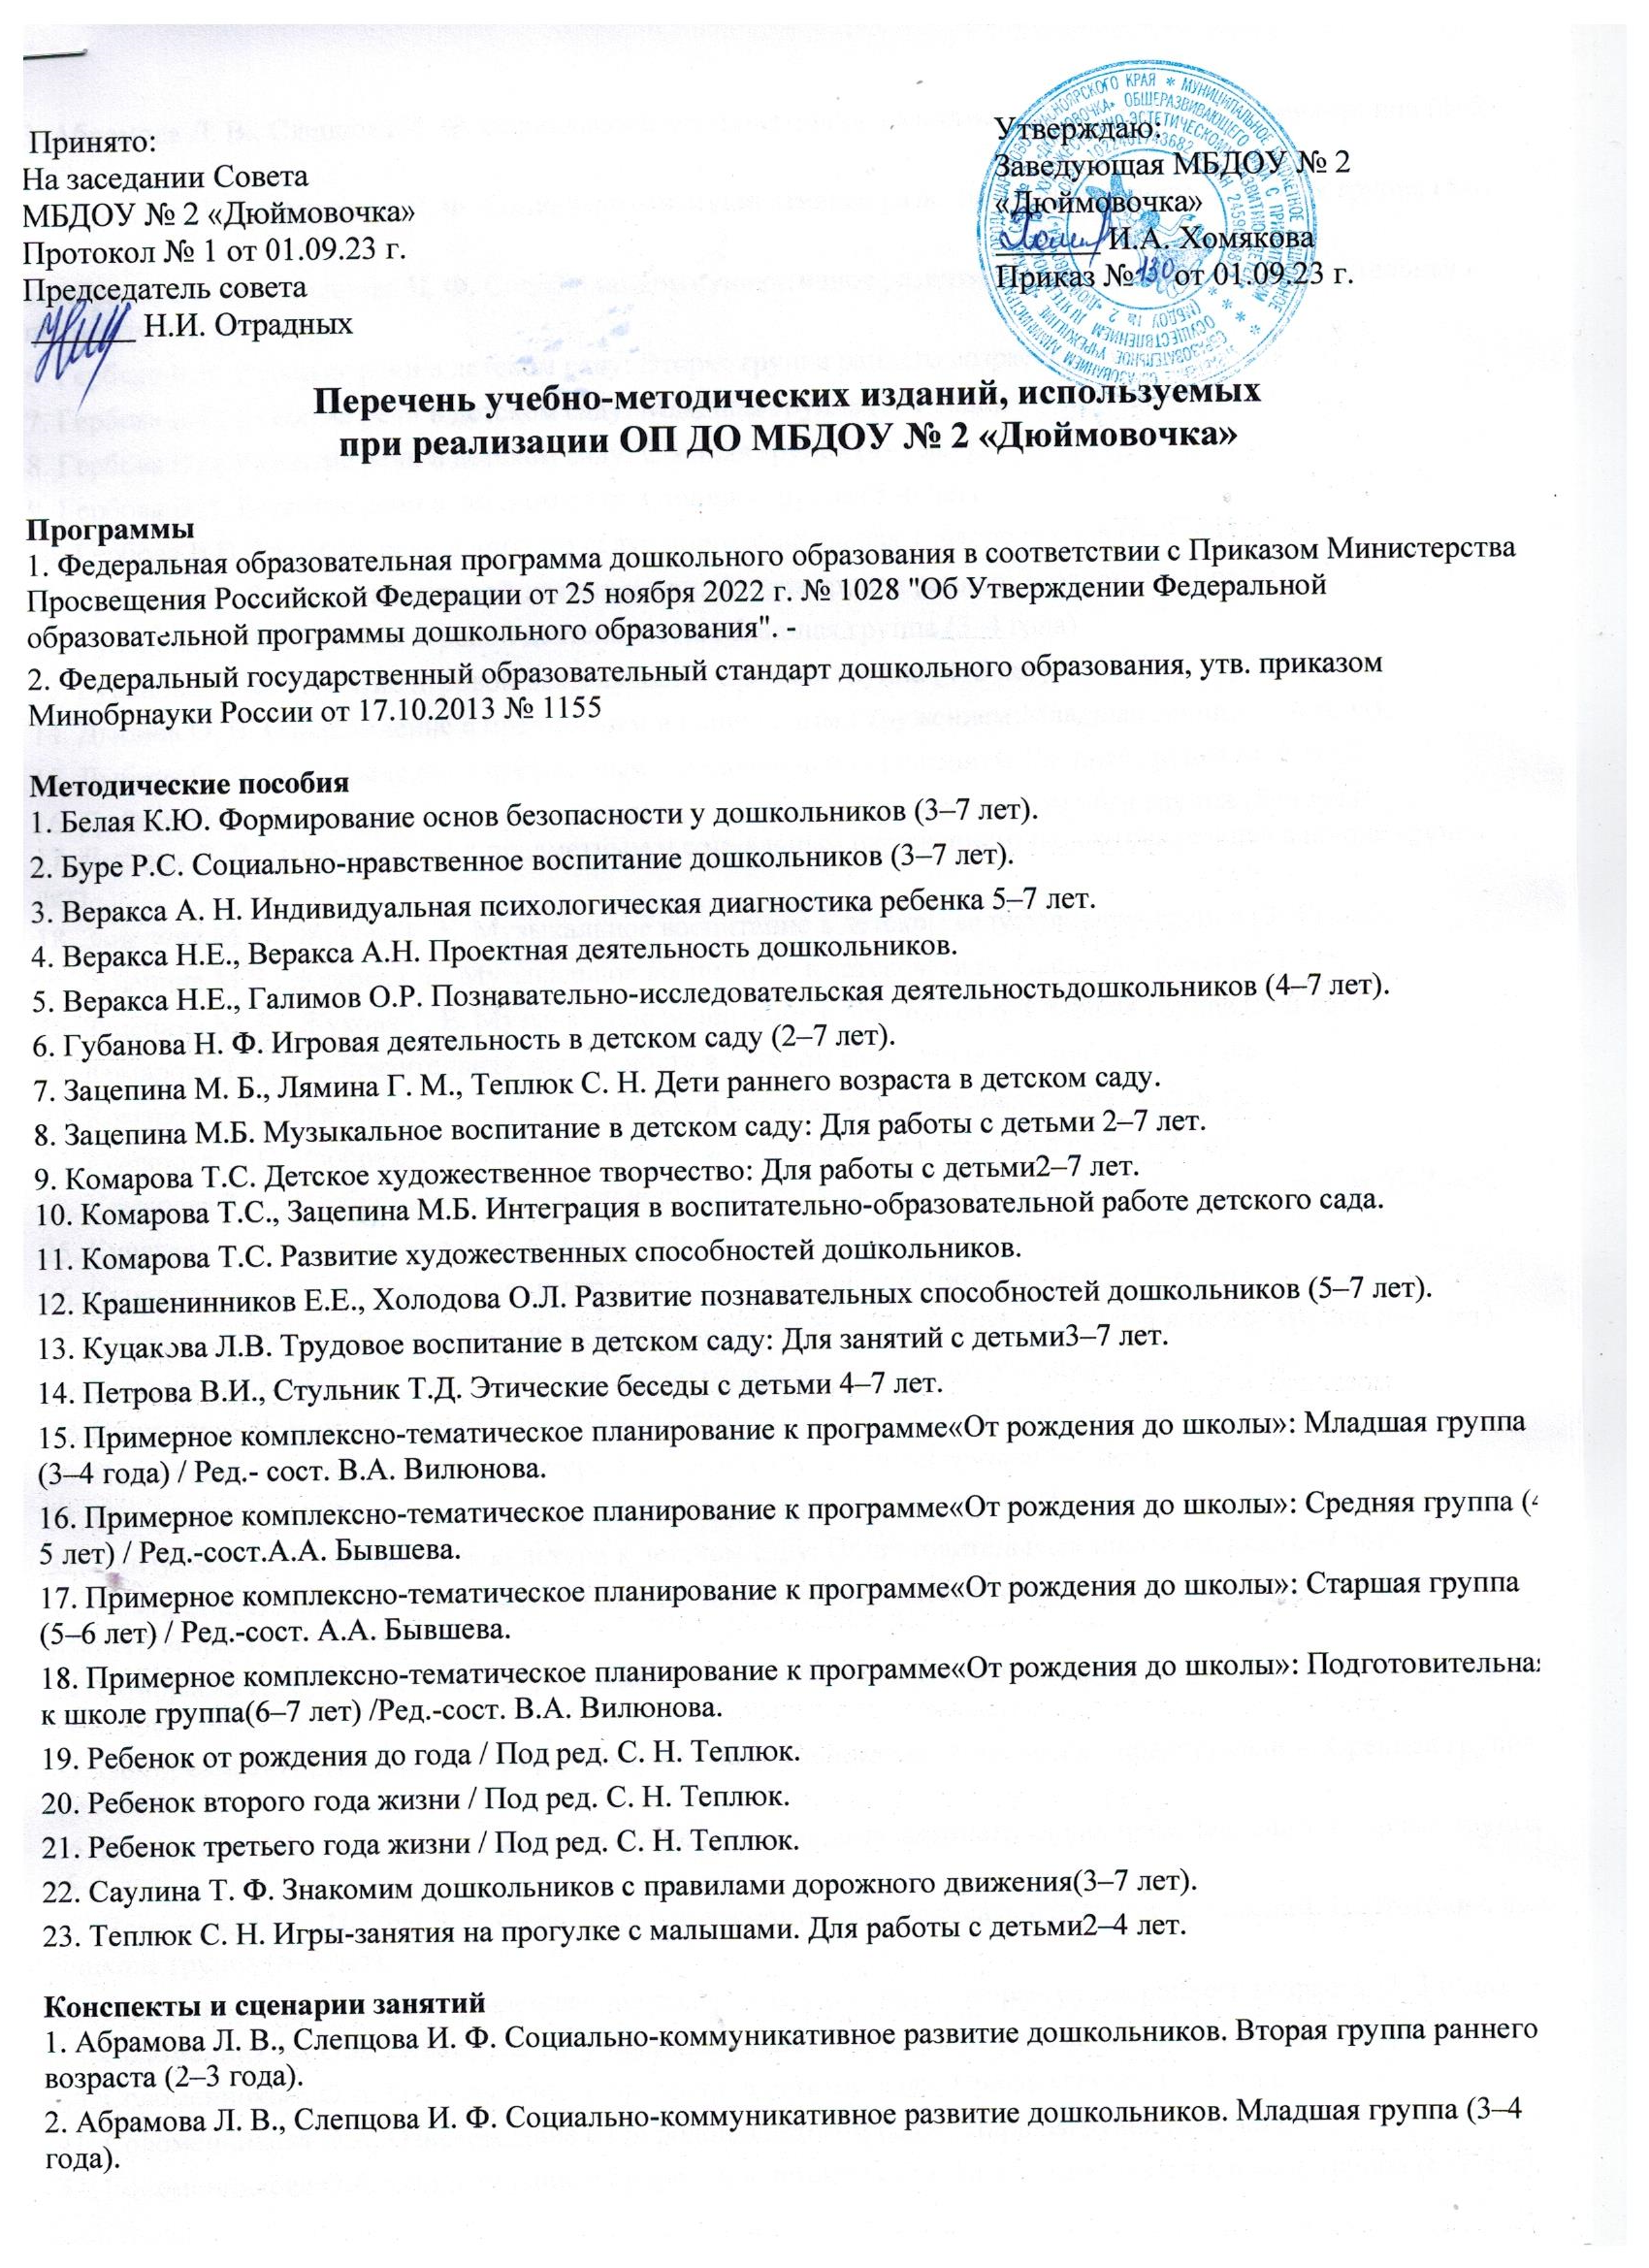 Принято:
На заседании Совета
МБДОУ № 2 «Дюймовочка»
Протокол № 1 от 01.09.23 г.
Председатель совета
Н.И. Отрадных
Утверждаю:
Заведующая МБДОУ № 2
«Дюймовочка»
И.А. Хомякова
Приказ № 130 от 01.09.23 г.
Перечень учебно-методических изданий, используемых
при реализации ОП ДО МБДОУ № 2 «Дюймовочка»
Программы
1. Федеральная образовательная программа дошкольного образования в соответствии с Приказом Министерства
Просвещения Российской Федерации от 25 ноября 2022 г. № 1028 "Об Утверждении Федеральной
образовательной программы дошкольного образования". -
2. Федеральный государственный образовательный стандарт дошкольного образования, утв. приказом
Минобрнауки России от 17.10.2013 № 1155
Методические пособия
1. Белая К.Ю. Формирование основ безопасности у дошкольников (3–7 лет).
2. Буре Р.С. Социально-нравственное воспитание дошкольников (3–7 лет).
3. Веракса А. Н. Индивидуальная психологическая диагностика ребенка 5–7 лет.
4. Веракса Н.Е., Веракса А.Н. Проектная деятельность дошкольников.
5. Веракса Н.Е., Галимов О.Р. Познавательно-исследовательская деятельностьдошкольников (4–7 лет).
6. Губанова Н. Ф. Игровая деятельность в детском саду (2–7 лет).
7. Зацепина М. Б., Лямина Г. М., Теплюк С. Н. Дети раннего возраста в детском саду.
8. Зацепина М.Б. Музыкальное воспитание в детском саду: Для работы с детьми 2–7 лет.
9. Комарова Т.С. Детское художественное творчество: Для работы с детьми2–7 лет.
10. Комарова Т.С., Зацепина М.Б. Интеграция в воспитательно-образовательной работе детского сада.
11. Комарова Т.С. Развитие художественных способностей дошкольников.
12. Крашенинников Е.Е., Холодова О.Л. Развитие познавательных способностей дошкольников (5–7 лет).
13. Куцакова Л.В. Трудовое воспитание в детском саду: Для занятий с детьми3–7 лет.
14. Петрова В.И., Стульник Т.Д. Этические беседы с детьми 4–7 лет.
15. Примерное комплексно-тематическое планирование к программе«От рождения до школы»: Младшая группа
(3–4 года) / Ред.- сост. В.А. Вилюнова.
16. Примерное комплексно-тематическое планирование к программе«От рождения до школы»: Средняя группа (4
5 лет) / Ред.-сост.А.А. Бывшева.
17. Примерное комплексно-тематическое планирование к программе«От рождения до школы»: Старшая группа
(5–6 лет) / Ред.-сост. А.А. Бывшева.
18. Примерное комплексно-тематическое планирование к программе«От рождения до школы»: Подготовительная
к школе группа(6–7 лет) /Ред.-сост. В.А. Вилюнова.
19. Ребенок от рождения до года / Под ред. С. Н. Теплюк.
20. Ребенок второго года жизни / Под ред. С. Н. Теплюк.
21. Ребенок третьего года жизни / Под ред. С. Н. Теплюк.
22. Саулина Т. Ф. Знакомим дошкольников с правилами дорожного движения(3–7 лет).
23. Теплюк С. Н. Игры-занятия на прогулке с малышами. Для работы с детьми2–4 лет.
Конспекты и сценарии занятий
1. Абрамова Л. В., Слепцова И. Ф. Социально-коммуникативное развитие дошкольников. Вторая группа раннего
возраста (2–3 года).
2. Абрамова Л. В., Слепцова И. Ф. Социально-коммуникативное развитие дошкольников. Младшая группа (3–4
года).